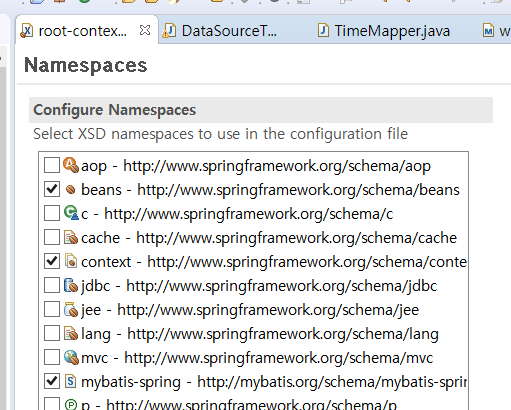 root-contex... DataSourceT... TimeMapper.java w
Namespaces
Configure Namespaces
Select XSD namespaces to use in the configuration file
aop - http://www.springframework.org/schema/aop
beans - http://www.springframework.org/schema/beans
c - http://www.springframework.org/schema/c
cache - http://www.springframework.org/schema/cache
context - http://www.springframework.org/schema/conte
jdbc - http://www.springframework.org/schema/jdbc
jee - http://www.springframework.org/schema/jee
lang - http://www.springframework.org/schema/lang
mvc - http://www.springframework.org/schema/mvc
mybatis-spring - http://mybatis.org/schema/mybatis-sprin
p - http://www.springframework.org/schema/p